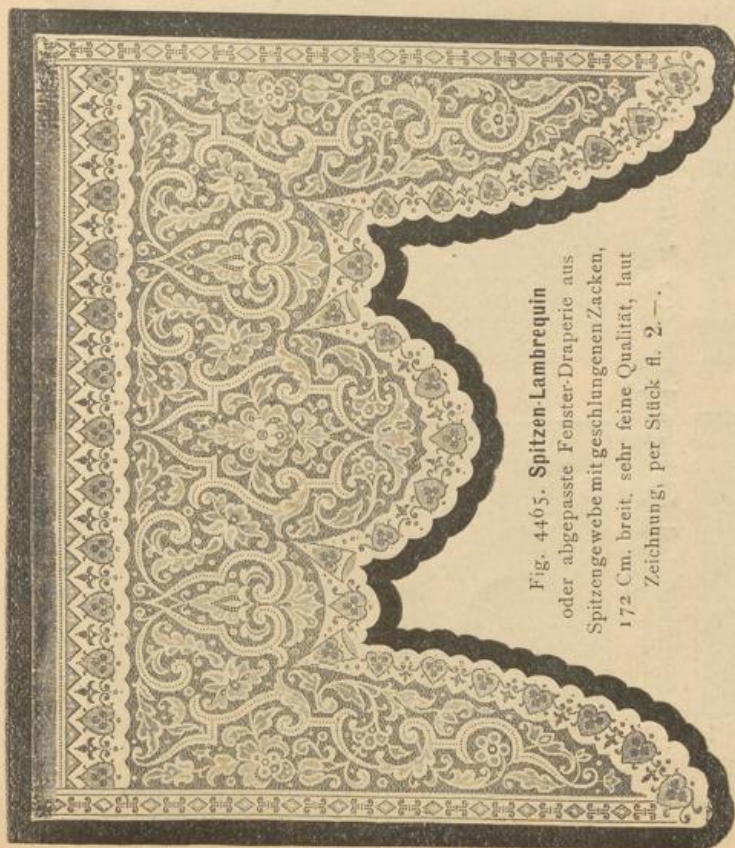 Fig. 4465. Spitzen-Lambrequin
oder abgepasste Fenster-Draperie aus
Spitzengewebe mit geschlungenen Zacken,
172 Cm. breit, sehr feine Qualität, laut
Zeichnung, per Stück fl. 2.—.